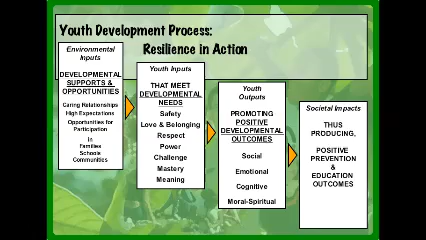 Youth Development Process:
Resilience in Action
Environmental
Inputs
DEVELOPMENTAL
SUPPORTS &
OPPORTUNITIES
Caring Relationships
High Expectations
Opportunities for
Participation
in
Families
Schools
Communities
Youth Inputs
THAT MEET
DEVELOPMENTAL
NEEDS
Safety
Love & Belonging
Respect
Power
Challenge
Mastery
Meaning
Youth
Outputs
PROMOTING
POSITIVE
DEVELOPMENTAL
OUTCOMES
Social
Emotional
Cognitive
Moral-Spiritual
Societal Impacts
THUS
PRODUCING,
POSITIVE
PREVENTION
&
EDUCATION
OUTCOMES